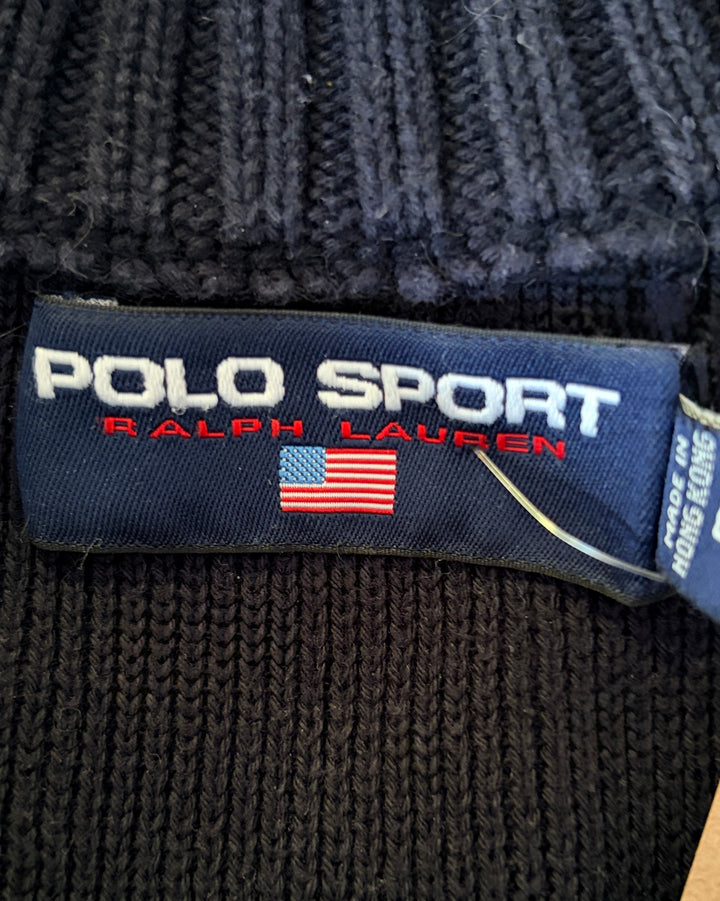 POLO SPORT
RALPH LAUREN
MADE IN
HONG KONG